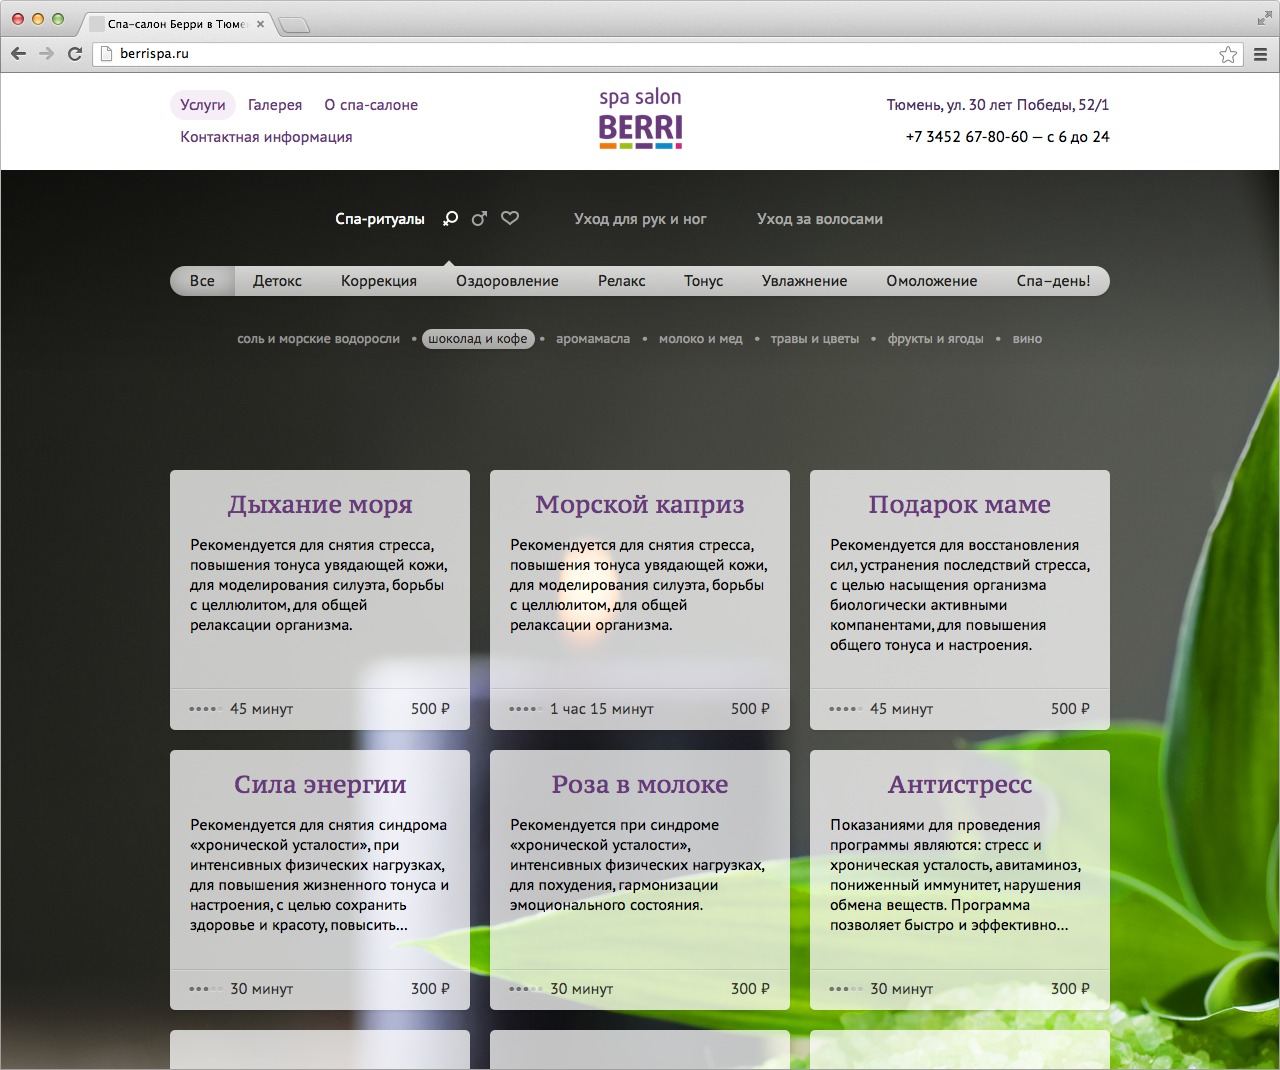 Спа-салон Берри в Тюме
berrispa.ru
Услуги Галерея О спа-салоне
Контактная информация
spa salon
BERRI
Тюмень, ул. 30 лет Победы, 52/1
+7 3452 67-80-60 — с 6 до 24
Спа-ритуалы Уход для рук и ног Уход за волосами
Все Детокс Коррекция Оздоровление Релакс Тонус Увлажнение Омоложение Спа-день!
соль и морские водоросли • шоколад и кофе • аромамасла • молоко и мед • травы и цветы • фрукты и ягоды • вино
Дыхание моря
Рекомендуется для снятия стресса,
повышения тонуса увядающей кожи,
для моделирования силуэта, борьбы
с целлюлитом, для общей
релаксации организма.
45 минут 500 ₽
Морской каприз
Рекомендуется для снятия стресса,
повышения тонуса увядающей кожи,
для моделирования силуэта, борьбы
с целлюлитом, для общей
релаксации организма.
1 час 15 минут 500 ₽
Подарок маме
Рекомендуется для восстановления
сил, устранения последствий стресса,
с целью насыщения организма
биологически активными
компанентами, для повышения
общего тонуса и настроения.
45 минут 500 ₽
Сила энергии
Рекомендуется для снятия синдрома
«хронической усталости», при
интенсивных физических нагрузках,
для повышения жизненного тонуса и
настроения, с целью сохранить
здоровье и красоту, повысить...
30 минут 300 ₽
Роза в молоке
Рекомендуется при синдроме
«хронической усталости»,
интенсивных физических нагрузках,
для похудения, гармонизации
эмоционального состояния.
30 минут 300 ₽
Антистресс
Показаниями для проведения
программы являются: стресс и
хроническая усталость, авитаминоз,
пониженный иммунитет, нарушения
обмена веществ. Программа
позволяет быстро и эффективно...
30 минут 300 ₽